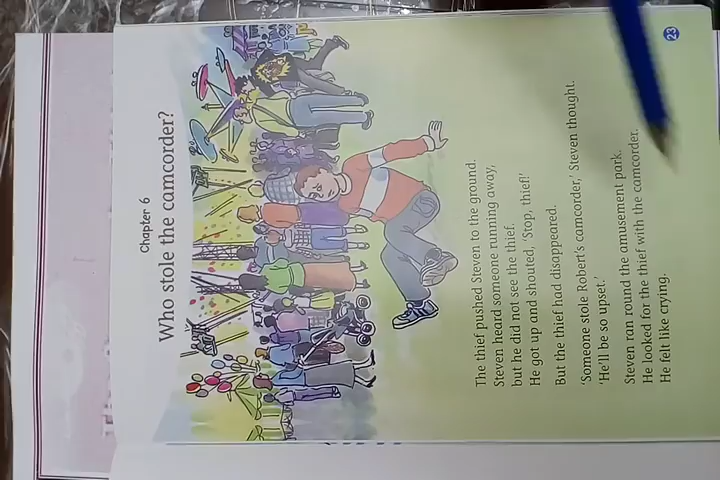 Chapter 6
Who stole the camcorder?
The thief pushed Steven to the ground.
Steven heard someone running away,
but he did not see the thief.
He got up and shouted, 'Stop, thief!'
But the thief had disappeared.
'Someone stole Robert's camcorder,' Steven thought.
'He'll be so upset.'
Steven ran round the amusement park.
He looked for the thief with the camcorder.
He felt like crying.
23